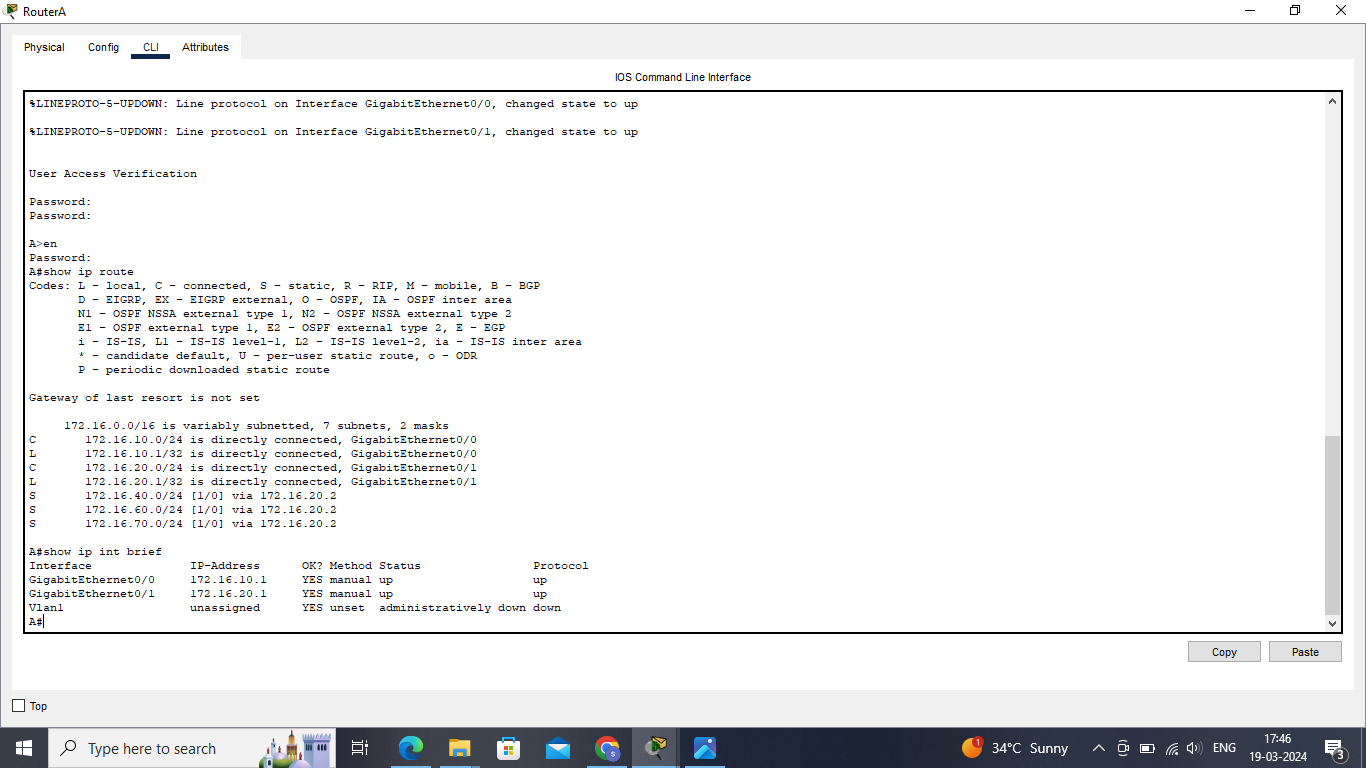 RouterA
Physical Config CLI Attributes
IOS Command Line Interface
%LINEPROTO-5-UPDOWN: Line protocol on Interface GigabitEthernet0/0, changed state to up
%LINEPROTO-5-UPDOWN: Line protocol on Interface GigabitEthernet0/1, changed state to up
User Access Verification
Password:
Password:
A>en
Password:
A#show ip route
Codes: L - local, C - connected, S - static, R - RIP, M - mobile, B - BGP
D - EIGRP, EX - EIGRP external, O - OSPF, IA - OSPF inter area
N1 - OSPF NSSA external type 1, N2 - OSPF NSSA external type 2
E1 - OSPF external type 1, E2 - OSPF external type 2, E - EGP
i - IS-IS, L1 - IS-IS level-1, L2 - IS-IS level-2, ia - IS-IS inter area
* - candidate default, U - per-user static route, o - ODR
P - periodic downloaded static route
Gateway of last resort is not set
172.16.0.0/16 is variably subnetted, 7 subnets, 2 masks
C 172.16.10.0/24 is directly connected, GigabitEthernet0/0
L 172.16.10.1/32 is directly connected, GigabitEthernet0/0
C 172.16.20.0/24 is directly connected, GigabitEthernet0/1
L 172.16.20.1/32 is directly connected, GigabitEthernet0/1
S 172.16.40.0/24 [1/0] via 172.16.20.2
S 172.16.60.0/24 [1/0] via 172.16.20.2
S 172.16.70.0/24 [1/0] via 172.16.20.2
A#show ip int brief
Interface IP-Address OK? Method Status Protocol
GigabitEthernet0/0 172.16.10.1 YES manual up up
GigabitEthernet0/1 172.16.20.1 YES manual up up
Vlan1 unassigned YES unset administratively down down
A#
Copy Paste
Top
Type here to search
1 34°C Sunny ENG 17:46
19-03-2024 3